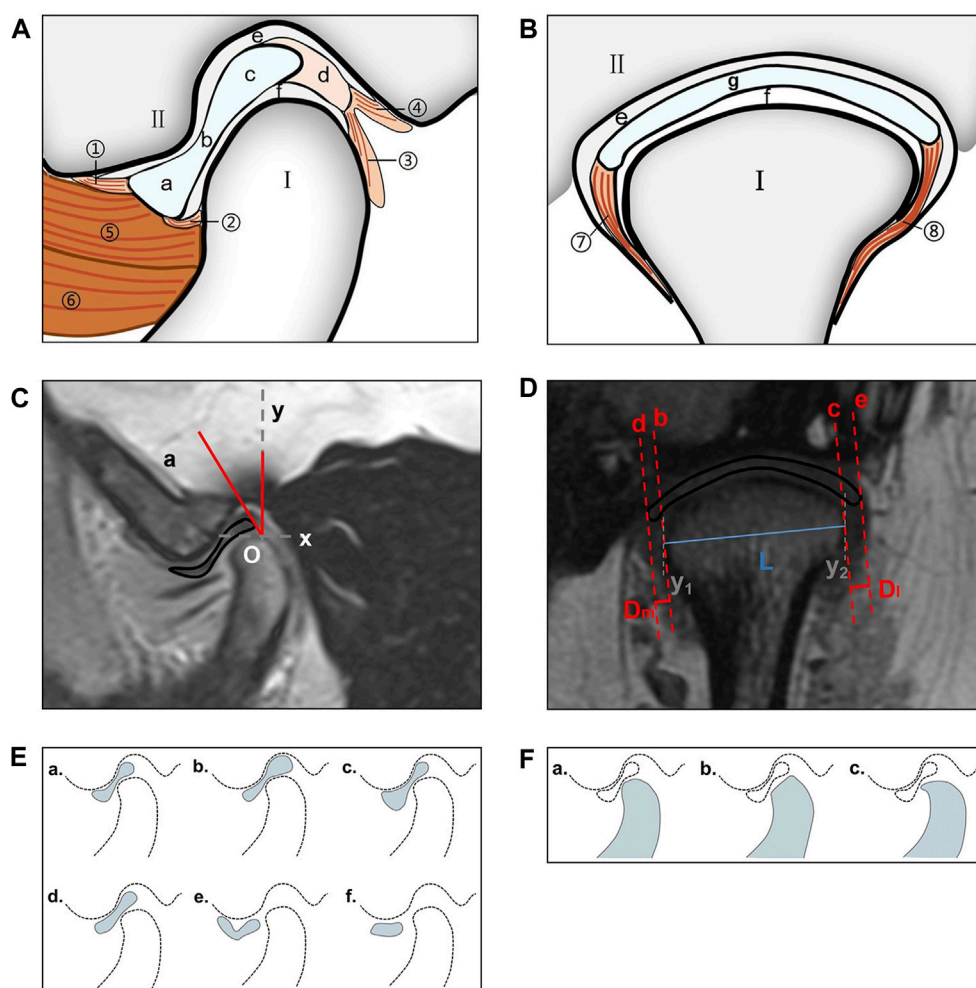 A
e
c
d
f
④
II
b
①
a
③
I
②
⑤
⑥
B
II
g
e
f
I
⑦
⑧
C
y
a
x
O
D
d b
c e
L
y1
y2
Dm
Dl
E
a. b. c.
d. e. f.
F
a. b. c.